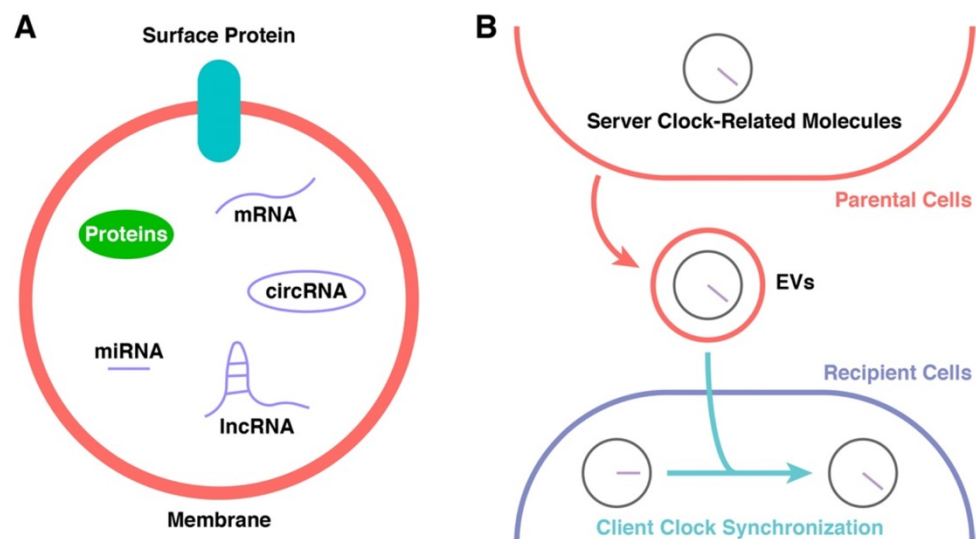 A
Surface Protein
mRNA
Proteins
circRNA
miRNA
lncRNA
Membrane
B
Server Clock-Related Molecules
Parental Cells
EVs
Recipient Cells
Client Clock Synchronization